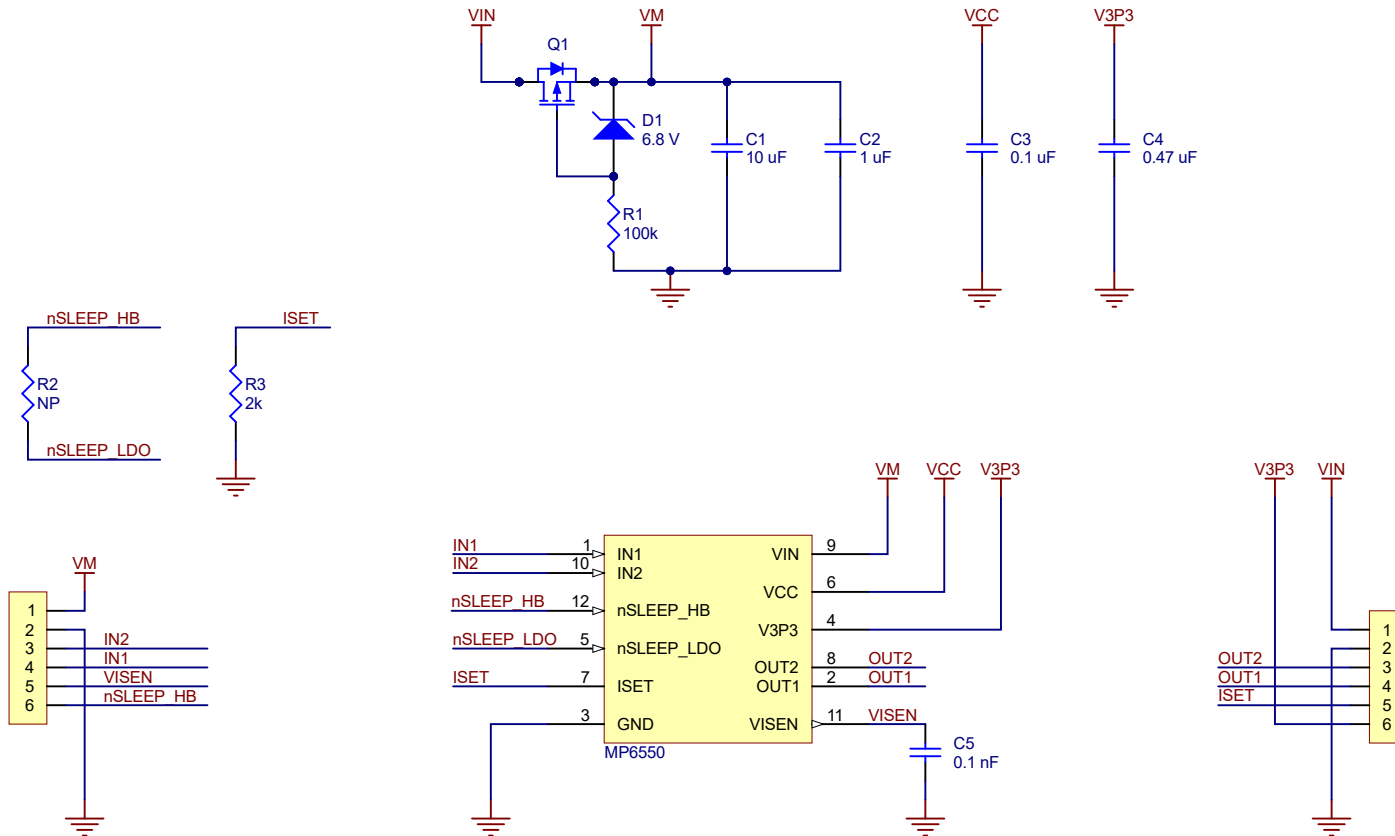 VIN
VM
VCC
V3P3
Q1
D1
6.8 V
C1
10 uF
C2
1 uF
C3
0.1 uF
C4
0.47 uF
R1
100k
nSLEEP_HB
R2
NP
nSLEEP_LDO
ISET
R3
2k
VM
1
2
3
4
5
6
IN2
IN1
VISEN
nSLEEP_HB
VM
VCC
V3P3
IN1
1
IN1
IN2
10
IN2
nSLEEP_HB
12
nSLEEP_HB
nSLEEP_LDO
5
nSLEEP_LDO
ISET
7
ISET
3
GND
VIN
9
VCC
6
V3P3
4
OUT2
8
OUT2
OUT1
2
OUT1
VISEN
11
VISEN
MP6550
C5
0.1 nF
V3P3
VIN
OUT2
OUT1
ISET
1
2
3
4
5
6